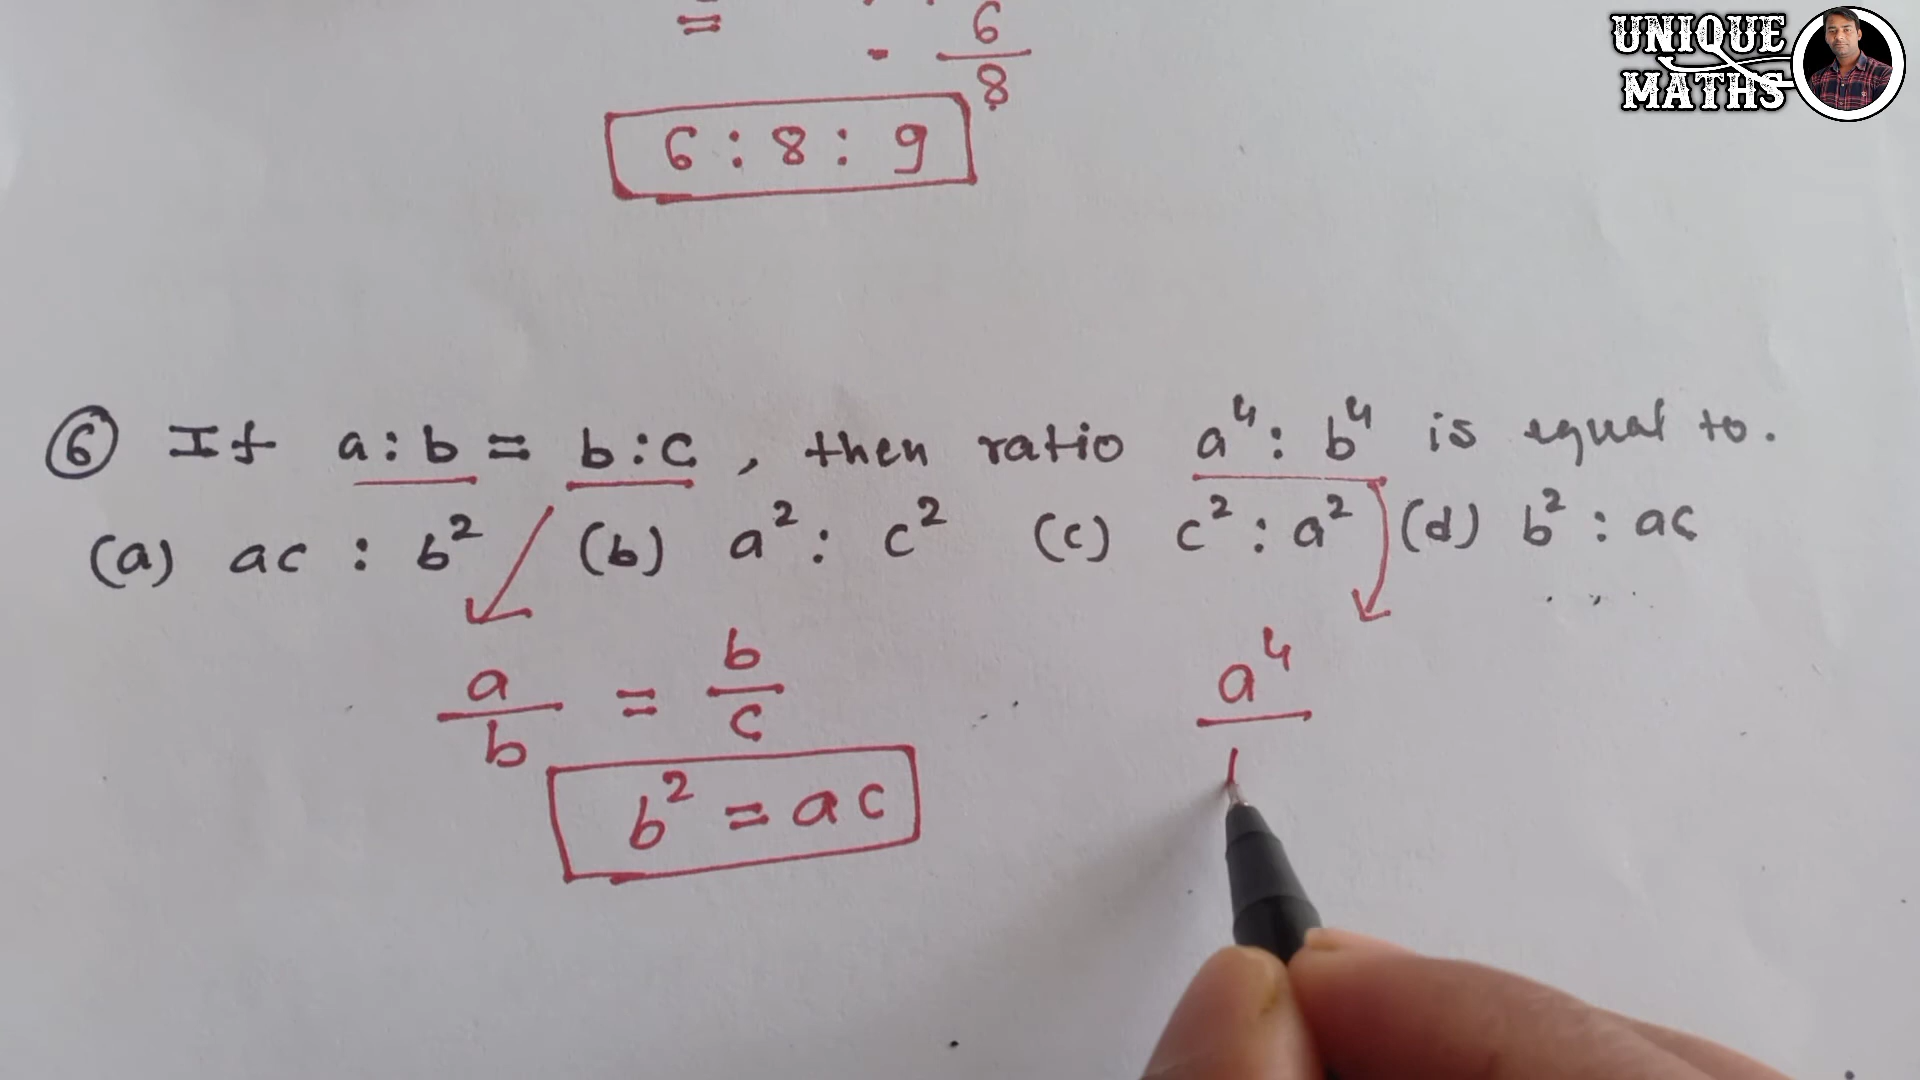 UNIQUE
MATHS
= 6/8
6 : 8 : 9
⑥ If a : b = b : c , then ratio a⁴ : b⁴ is equal to.
(a) ac : b² (b) a² : c² (c) c² : a² (d) b² : ac
a/b = b/c
a⁴
b² = ac